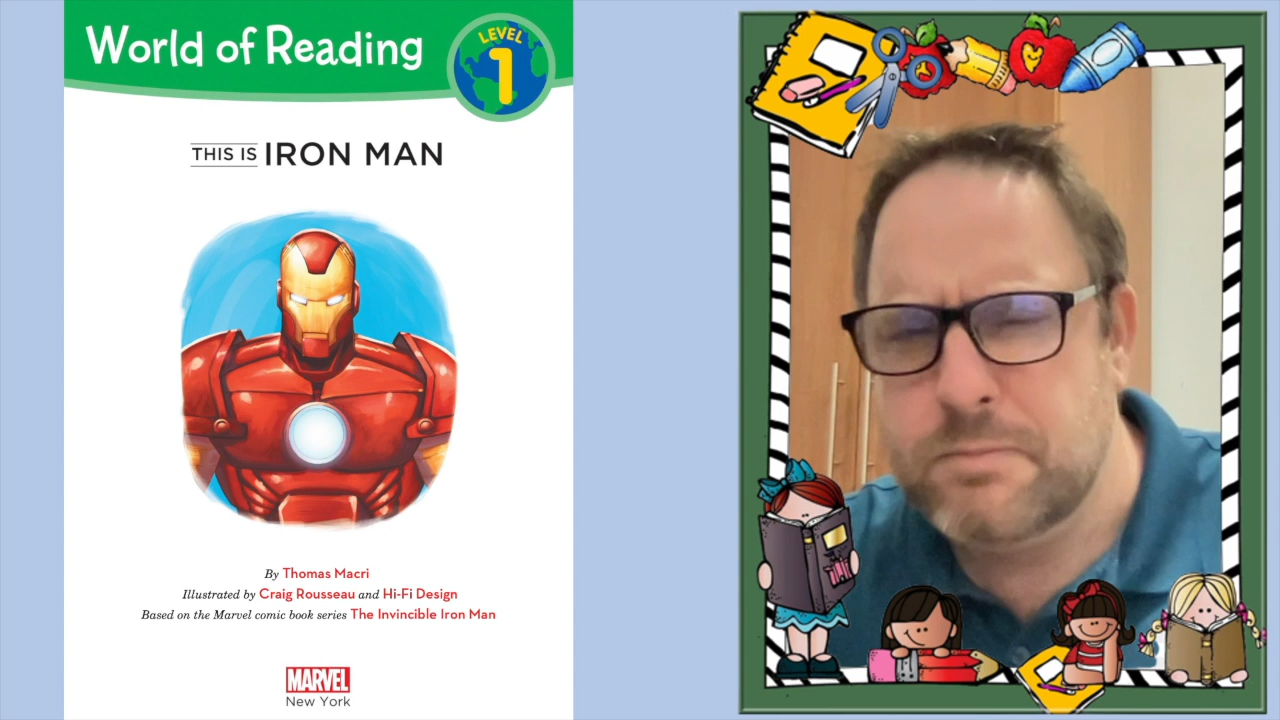 World of Reading
LEVEL
1
THIS IS IRON MAN
By Thomas Macri
Illustrated by Craig Rousseau and Hi-Fi Design
Based on the Marvel comic book series The Invincible Iron Man
MARVEL
New York